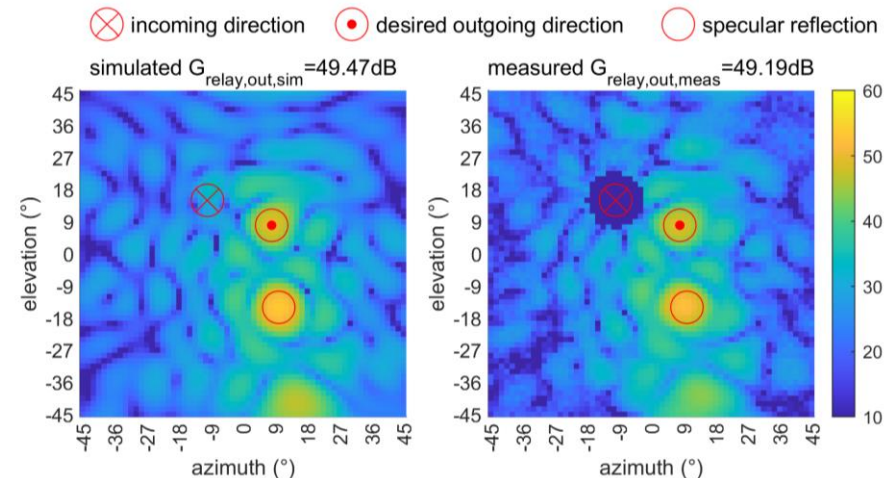 incoming direction desired outgoing direction specular reflection
simulated G_relay,out,sim=49.47dB measured G_relay,out,meas=49.19dB
45 45 60
36 36
27 27 50
18 18
9 9 40
0 0
-9 -9 30
-18 -18
-27 -27 20
-36 -36
-45 -45 10
elevation (°) elevation (°)
-45 -36 -27 -18 -9 0 9 18 27 36 45 -45 -36 -27 -18 -9 0 9 18 27 36 45
azimuth (°) azimuth (°)